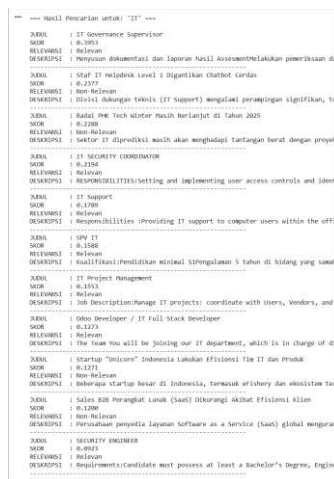 === Hasil Pencarian untuk: 'IT' ===
JUDUL : IT Governance Supervisor
SKOR : 0.3953
RELEVANSI : Relevan
DESKRIPSI : Menyusun dokumentasi dan laporan hasil AssesmentMelakukan pemeriksaan da
JUDUL : Staf IT Helpdesk Level 1 Digantikan Chatbot Cerdas
SKOR : 0.2377
RELEVANSI : Non-Relevan
DESKRIPSI : Divisi dukungan teknis (IT Support) mengalami perampingan signifikan, ta
JUDUL : Badai PHK Tech Winter Masih Berlanjut di Tahun 2025
SKOR : 0.2288
RELEVANSI : Non-Relevan
DESKRIPSI : Sektor IT diprediksi masih akan menghadapi tantangan berat dengan proyek
JUDUL : IT SECURITY COORDINATOR
SKOR : 0.2194
RELEVANSI : Relevan
DESKRIPSI : RESPONSIBILITIES:Setting and implementing user access controls and ident
JUDUL : IT Support
SKOR : 0.1789
RELEVANSI : Relevan
DESKRIPSI : Responsibilities :Providing IT support to computer users within the offi
JUDUL : SPV IT
SKOR : 0.1588
RELEVANSI : Relevan
DESKRIPSI : Kualifikasi:Pendidikan minimal S1Pengalaman 5 tahun di bidang yang samaM
JUDUL : IT Project Management
SKOR : 0.1553
RELEVANSI : Relevan
DESKRIPSI : Job Description:Manage IT projects: coordinate with Users, Vendors, and
JUDUL : Odoo Developer / IT Full Stack Developer
SKOR : 0.1273
RELEVANSI : Relevan
DESKRIPSI : The Team You will be joining our IT department, which is in charge of di
JUDUL : Startup "Unicorn" Indonesia Lakukan Efisiensi Tim IT dan Produk
SKOR : 0.1271
RELEVANSI : Non-Relevan
DESKRIPSI : Beberapa startup besar di Indonesia, termasuk eFishery dan ekosistem tec
JUDUL : Sales B2B Perangkat Lunak (SaaS) Dikurangi Akibat Efisiensi Klien
SKOR : 0.1200
RELEVANSI : Non-Relevan
DESKRIPSI : Perusahaan penyedia layanan Software as a Service (SaaS) global mengura
JUDUL : SECURITY ENGINEER
SKOR : 0.0923
RELEVANSI : Relevan
DESKRIPSI : Requirements:Candidate must possess at least a Bachelor's Degree, Engine